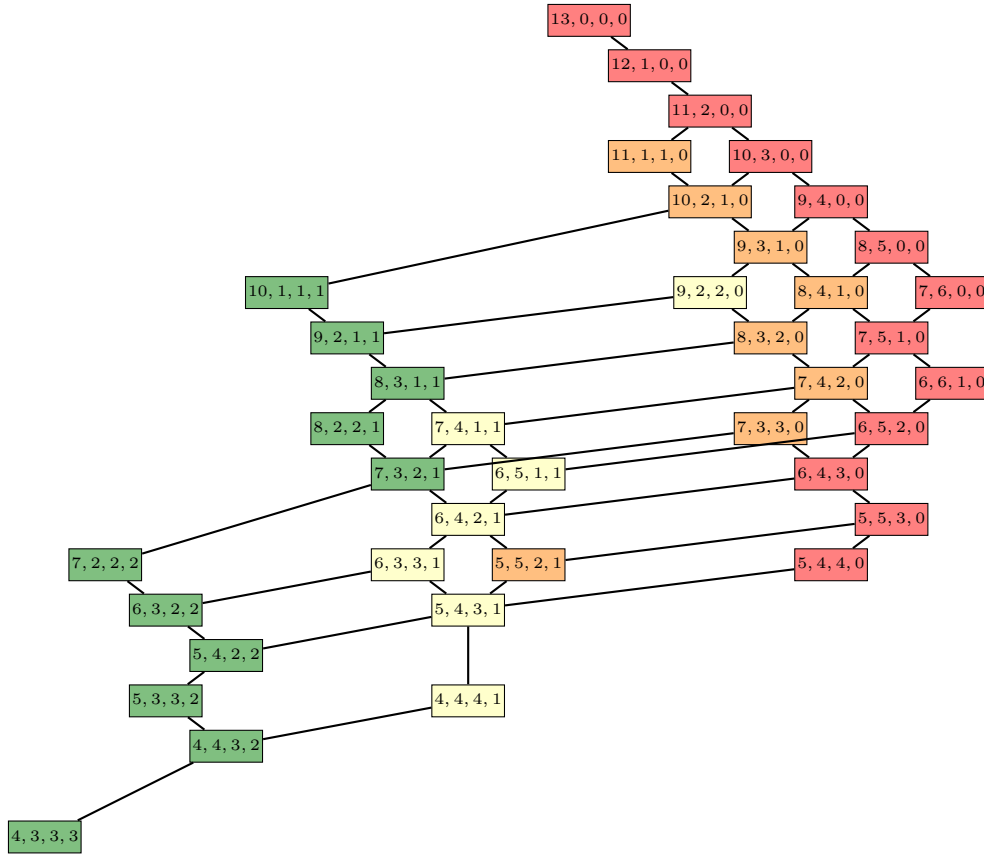 13, 0, 0, 0
12, 1, 0, 0
11, 2, 0, 0
11, 1, 1, 0
10, 3, 0, 0
10, 2, 1, 0
9, 4, 0, 0
9, 3, 1, 0
8, 5, 0, 0
10, 1, 1, 1
9, 2, 2, 0
8, 4, 1, 0
7, 6, 0, 0
9, 2, 1, 1
8, 3, 2, 0
7, 5, 1, 0
8, 3, 1, 1
7, 4, 2, 0
6, 6, 1, 0
8, 2, 2, 1
7, 4, 1, 1
7, 3, 3, 0
6, 5, 2, 0
7, 3, 2, 1
6, 5, 1, 1
6, 4, 3, 0
6, 4, 2, 1
5, 5, 3, 0
7, 2, 2, 2
6, 3, 3, 1
5, 5, 2, 1
5, 4, 4, 0
6, 3, 2, 2
5, 4, 3, 1
5, 4, 2, 2
5, 3, 3, 2
4, 4, 4, 1
4, 4, 3, 2
4, 3, 3, 3